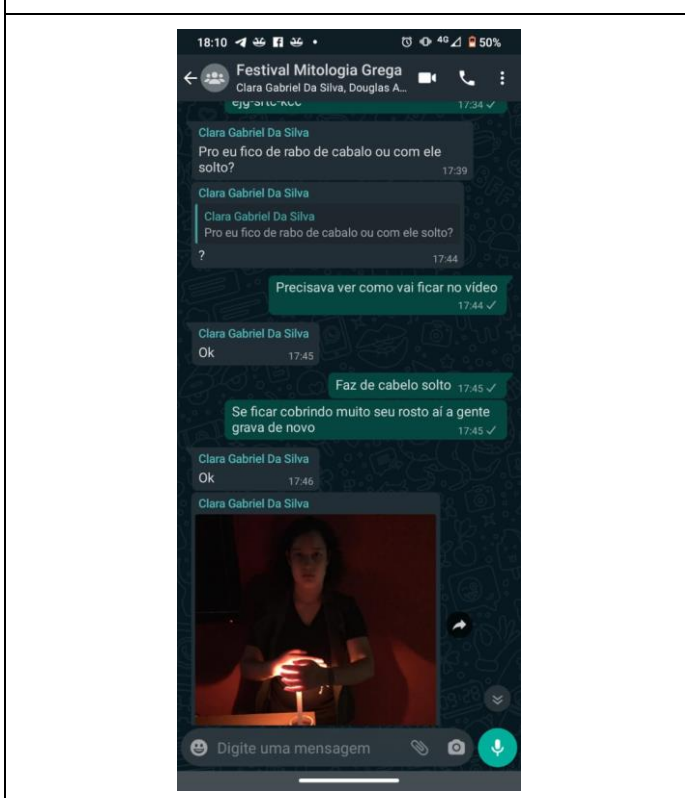 18:10 4G 50%
Festival Mitologia Grega
Clara Gabriel Da Silva, Douglas A...
17:34
Clara Gabriel Da Silva
Pro eu fico de rabo de cabalo ou com ele
solto? 17:39
Clara Gabriel Da Silva
Clara Gabriel Da Silva
Pro eu fico de rabo de cabalo ou com ele solto?
? 17:44
Precisava ver como vai ficar no vídeo
17:44
Clara Gabriel Da Silva
Ok 17:45
Faz de cabelo solto 17:45
Se ficar cobrindo muito seu rosto aí a gente
grava de novo 17:45
Clara Gabriel Da Silva
Ok 17:46
Clara Gabriel Da Silva
Digite uma mensagem